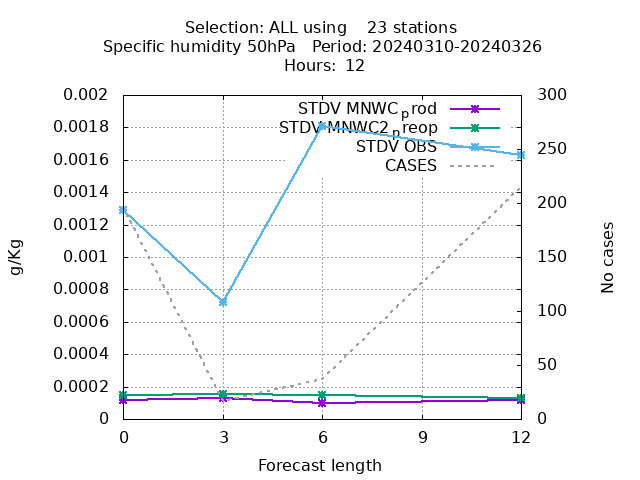 Selection: ALL using    23 stations
Specific humidity 50hPa   Period: 20240310-20240326
Hours: 12
0.002
0.0018
0.0016
0.0014
0.0012
0.001
0.0008
0.0006
0.0004
0.0002
0
300
250
200
150
100
50
0
STDV MNWC_prod
STDV MNWC2_preop
STDV OBS
CASES
g/Kg
No cases
0 3 6 9 12
Forecast length